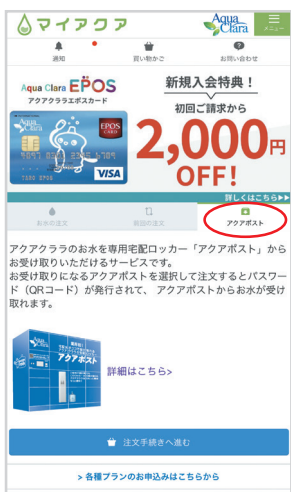 マイアクア
Aqua Clara
メニュー
通知
買い物かご
お問い合わせ
Aqua Clara EPOS
アクアクララエポスカード
新規入会特典!
初回ご請求から
2,000円
OFF!
EPOS
CARD
VISA
詳しくはこちら▶▶
お水の注文
前回の注文
アクアポスト
アクアクララのお水を専用宅配ロッカー「アクアポスト」から
お受け取りいただけるサービスです。
お受け取りになるアクアポストを選択して注文するとパスワー
ド(QRコード)が発行されて、 アクアポストからお水が受け
取れます。
アクアポスト
詳細はこちら>
注文手続きへ進む
> 各種プランのお申込みはこちらから